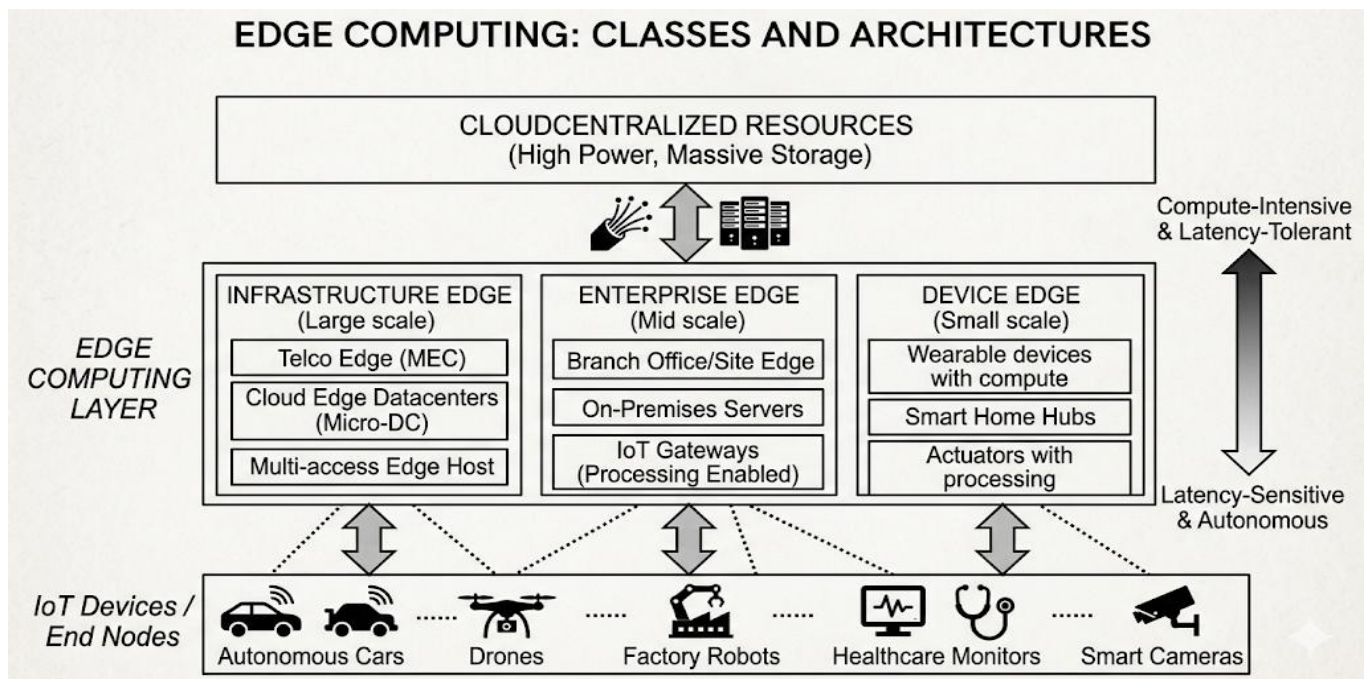 EDGE COMPUTING: CLASSES AND ARCHITECTURES
CLOUDCENTRALIZED RESOURCES
(High Power, Massive Storage)
Compute-Intensive
& Latency-Tolerant
EDGE
COMPUTING
LAYER
INFRASTRUCTURE EDGE
(Large scale)
Telco Edge (MEC)
Cloud Edge Datacenters
(Micro-DC)
Multi-access Edge Host
ENTERPRISE EDGE
(Mid scale)
Branch Office/Site Edge
On-Premises Servers
IoT Gateways
(Processing Enabled)
DEVICE EDGE
(Small scale)
Wearable devices
with compute
Smart Home Hubs
Actuators with
processing
Latency-Sensitive
& Autonomous
IoT Devices /
End Nodes
Autonomous Cars
Drones
Factory Robots
Healthcare Monitors
Smart Cameras